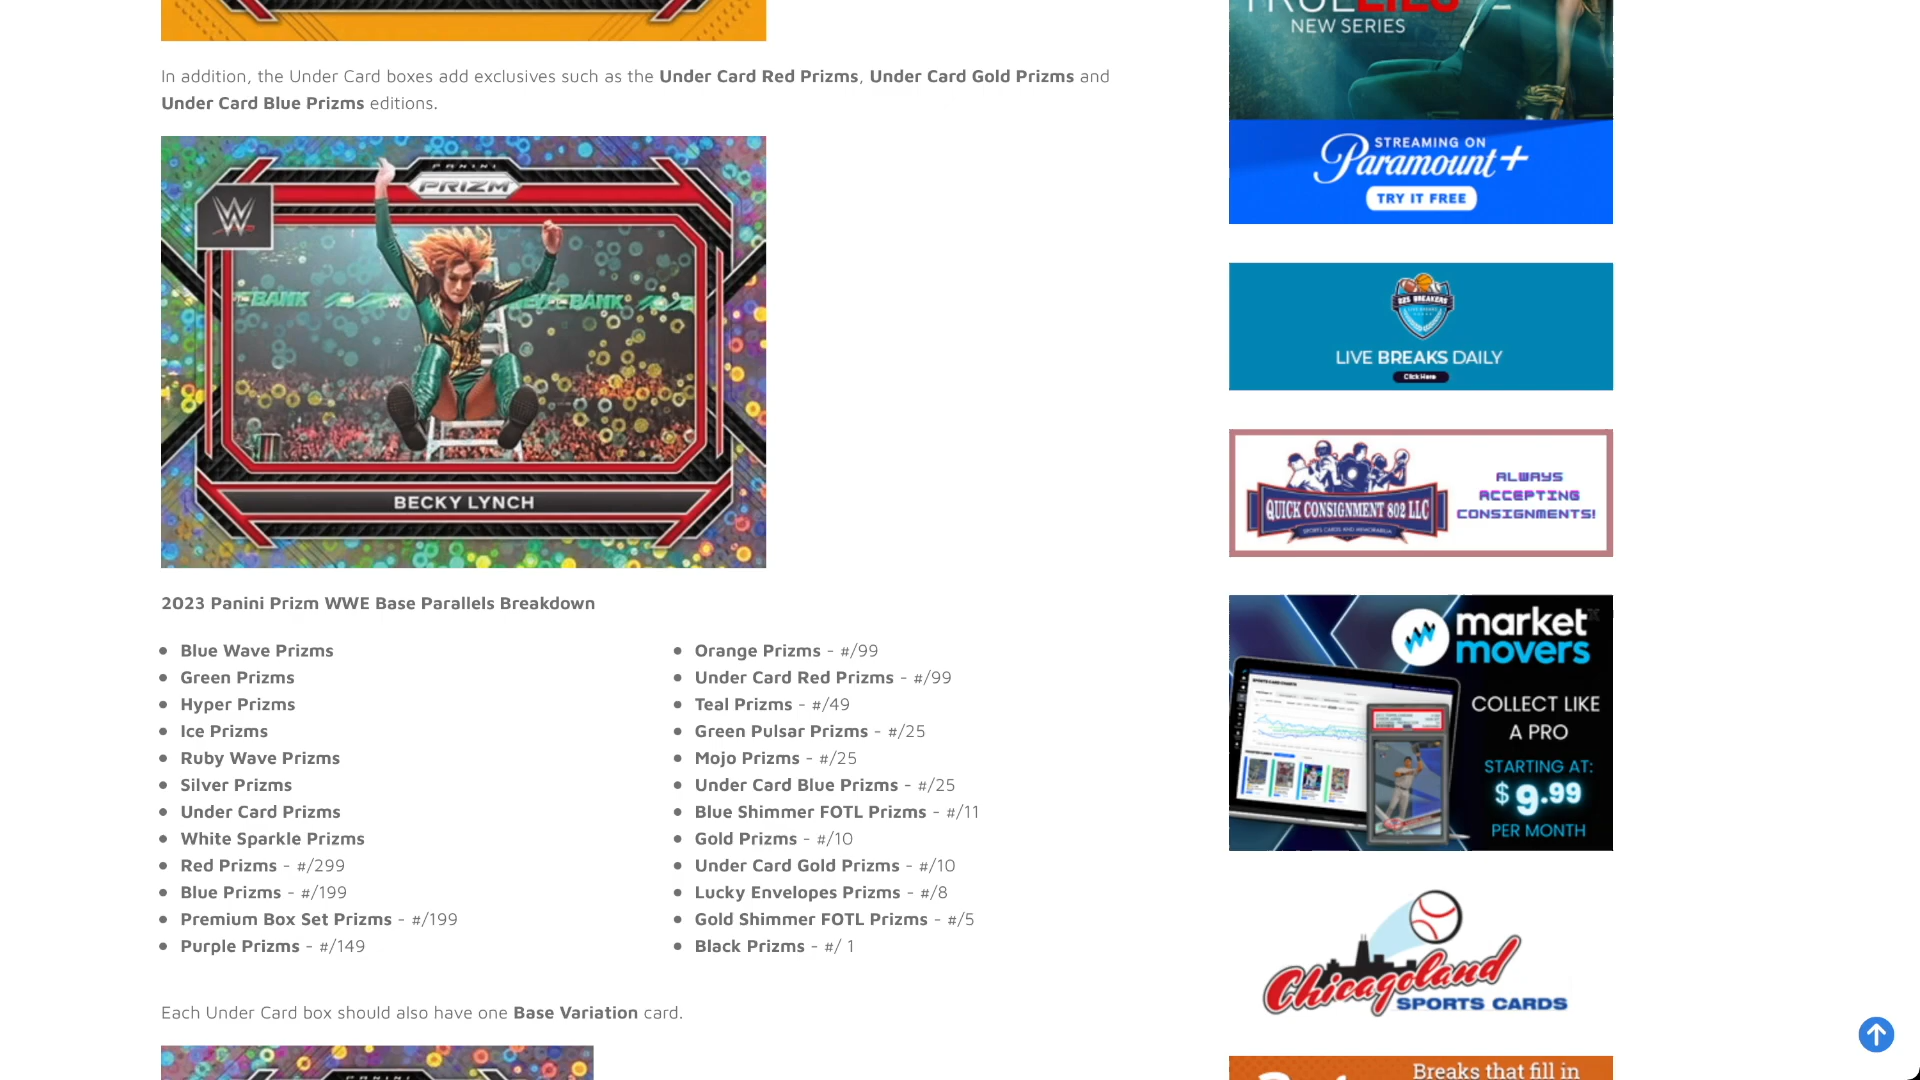 TRUE LIES
NEW SERIES
In addition, the Under Card boxes add exclusives such as the Under Card Red Prizms, Under Card Gold Prizms and
Under Card Blue Prizms editions.
STREAMING ON
Paramount+
TRY IT FREE
PANINI
PRIZM
W
BANK
BANK
BECKY LYNCH
LIVE BREAKS DAILY
Click Here
QUICK CONSIGNMENT 802 LLC
SPORTS CARDS AND MEMORABILIA
ALWAYS
ACCEPTING
CONSIGNMENTS!
2023 Panini Prizm WWE Base Parallels Breakdown
Blue Wave Prizms
Green Prizms
Hyper Prizms
Ice Prizms
Ruby Wave Prizms
Silver Prizms
Under Card Prizms
White Sparkle Prizms
Red Prizms - #/299
Blue Prizms - #/199
Premium Box Set Prizms - #/199
Purple Prizms - #/149
Orange Prizms - #/99
Under Card Red Prizms - #/99
Teal Prizms - #/49
Green Pulsar Prizms - #/25
Mojo Prizms - #/25
Under Card Blue Prizms - #/25
Blue Shimmer FOTL Prizms - #/11
Gold Prizms - #/10
Under Card Gold Prizms - #/10
Lucky Envelopes Prizms - #/8
Gold Shimmer FOTL Prizms - #/5
Black Prizms - #/ 1
market
movers
COLLECT LIKE
A PRO
STARTING AT:
$9.99
PER MONTH
Chicagoland
SPORTS CARDS
Each Under Card box should also have one Base Variation card.
PANINI
Breaks that fill in